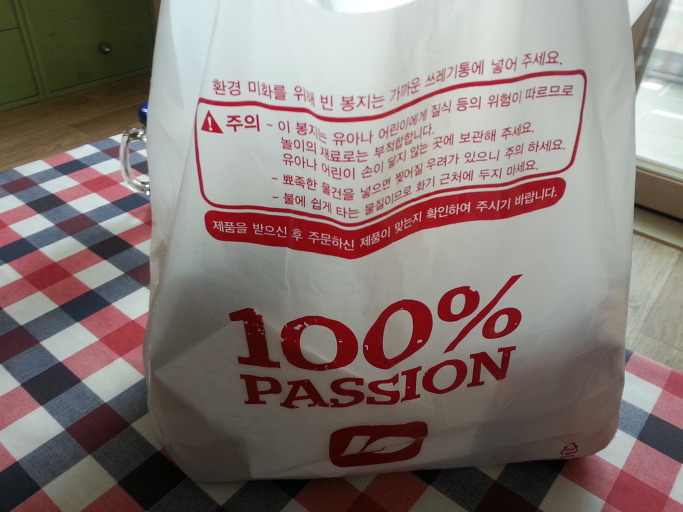 환경 미화를 위해 빈 봉지는 가까운 쓰레기통에 넣어 주세요.
주의 - 이 봉지는 유아나 어린이에게 질식 등의 위험이 따르므로
놀이의 재료로는 부적합합니다.
유아나 어린이 손이 닿지 않는 곳에 보관해 주세요.
- 뾰족한 물건을 넣으면 찢어질 우려가 있으니 주의 하세요.
- 불에 쉽게 타는 물질이므로 화기 근처에 두지 마세요.
제품을 받으신 후 주문하신 제품이 맞는지 확인하여 주시기 바랍니다.
100%
PASSION